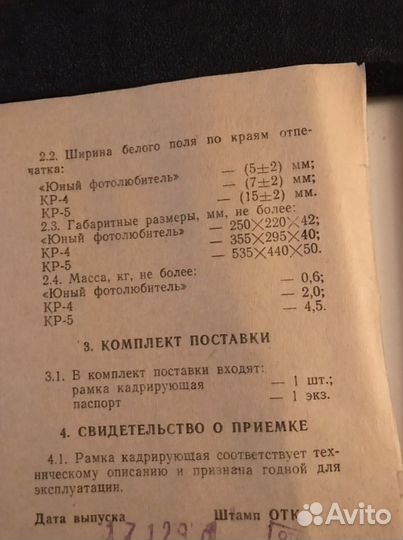 2.2. Ширина белого поля по краям отпе-
чатка:
«Юный фотолюбитель» — (5±2) мм;
КР-4 — (7±2) мм;
КР-5 — (15±2) мм.
2.3. Габаритные размеры, мм, не более:
«Юный фотолюбитель» — 250×220×42;
КР-4 — 355×295×40;
КР-5 — 535×440×50.
2.4. Масса, кг, не более:
«Юный фотолюбитель» — 0,6;
КР-4 — 2,0;
КР-5 — 4,5.
3. КОМПЛЕКТ ПОСТАВКИ
3.1. В комплект поставки входят:
рамка кадрирующая — 1 шт.;
паспорт — 1 экз.
4. СВИДЕТЕЛЬСТВО О ПРИЕМКЕ
4.1. Рамка кадрирующая соответствует тех-
ническому описанию и признана годной для
эксплуатации.
Дата выпуска Штамп ОТК
Avito